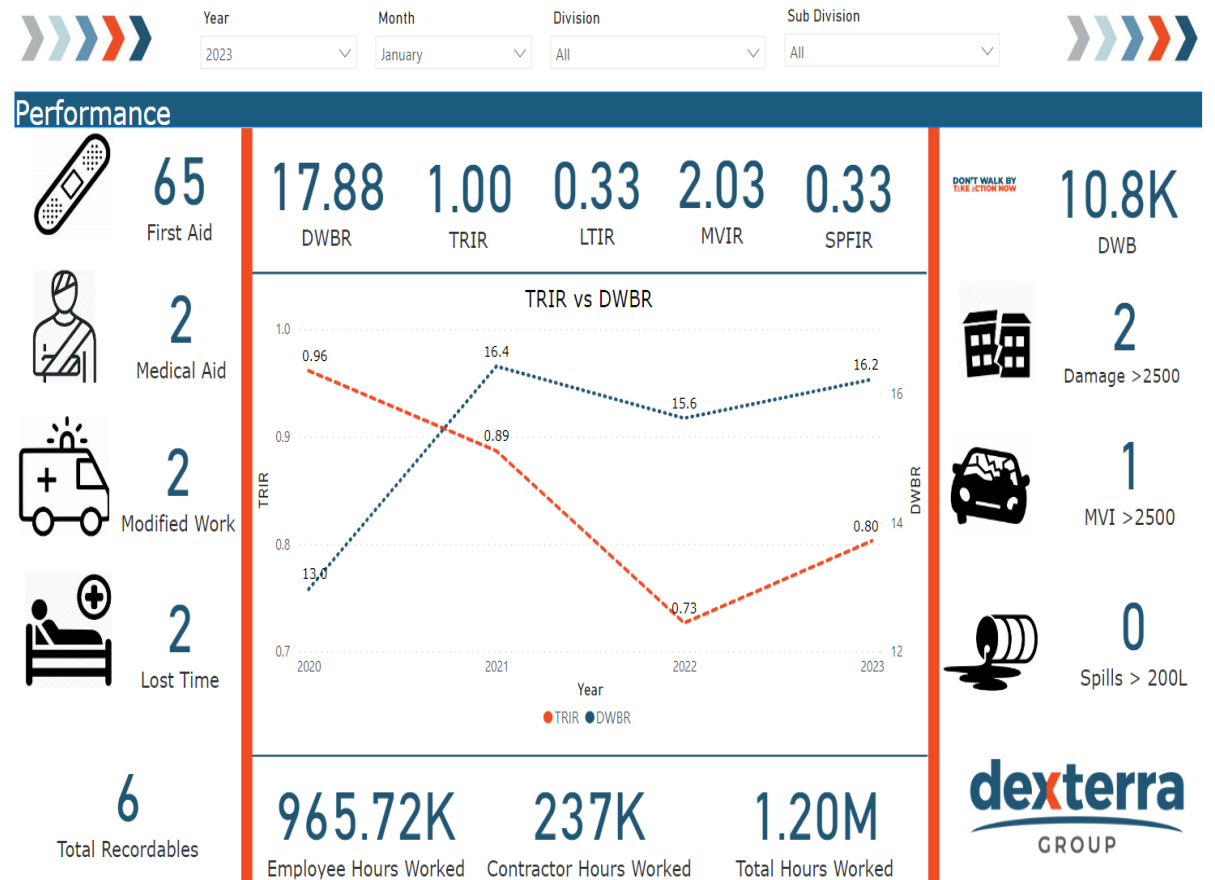 Year
2023
Month
January
Division
All
Sub Division
All
Performance
65
First Aid
2
Medical Aid
2
Modified Work
2
Lost Time
6
Total Recordables
17.88
DWBR
1.00
TRIR
0.33
LTIR
2.03
MVIR
0.33
SPFIR
TRIR vs DWBR
TRIR
1.0
0.9
0.8
0.7
0.96
0.89
0.73
0.80
13.0
16.4
15.6
16.2
16
14
12
DWBR
2020
2021
2022
2023
Year
TRIR
DWBR
965.72K
Employee Hours Worked
237K
Contractor Hours Worked
1.20M
Total Hours Worked
DON'T WALK BY
TAKE ACTION NOW
10.8K
DWB
2
Damage >2500
1
MVI >2500
0
Spills > 200L
dexterra
GROUP